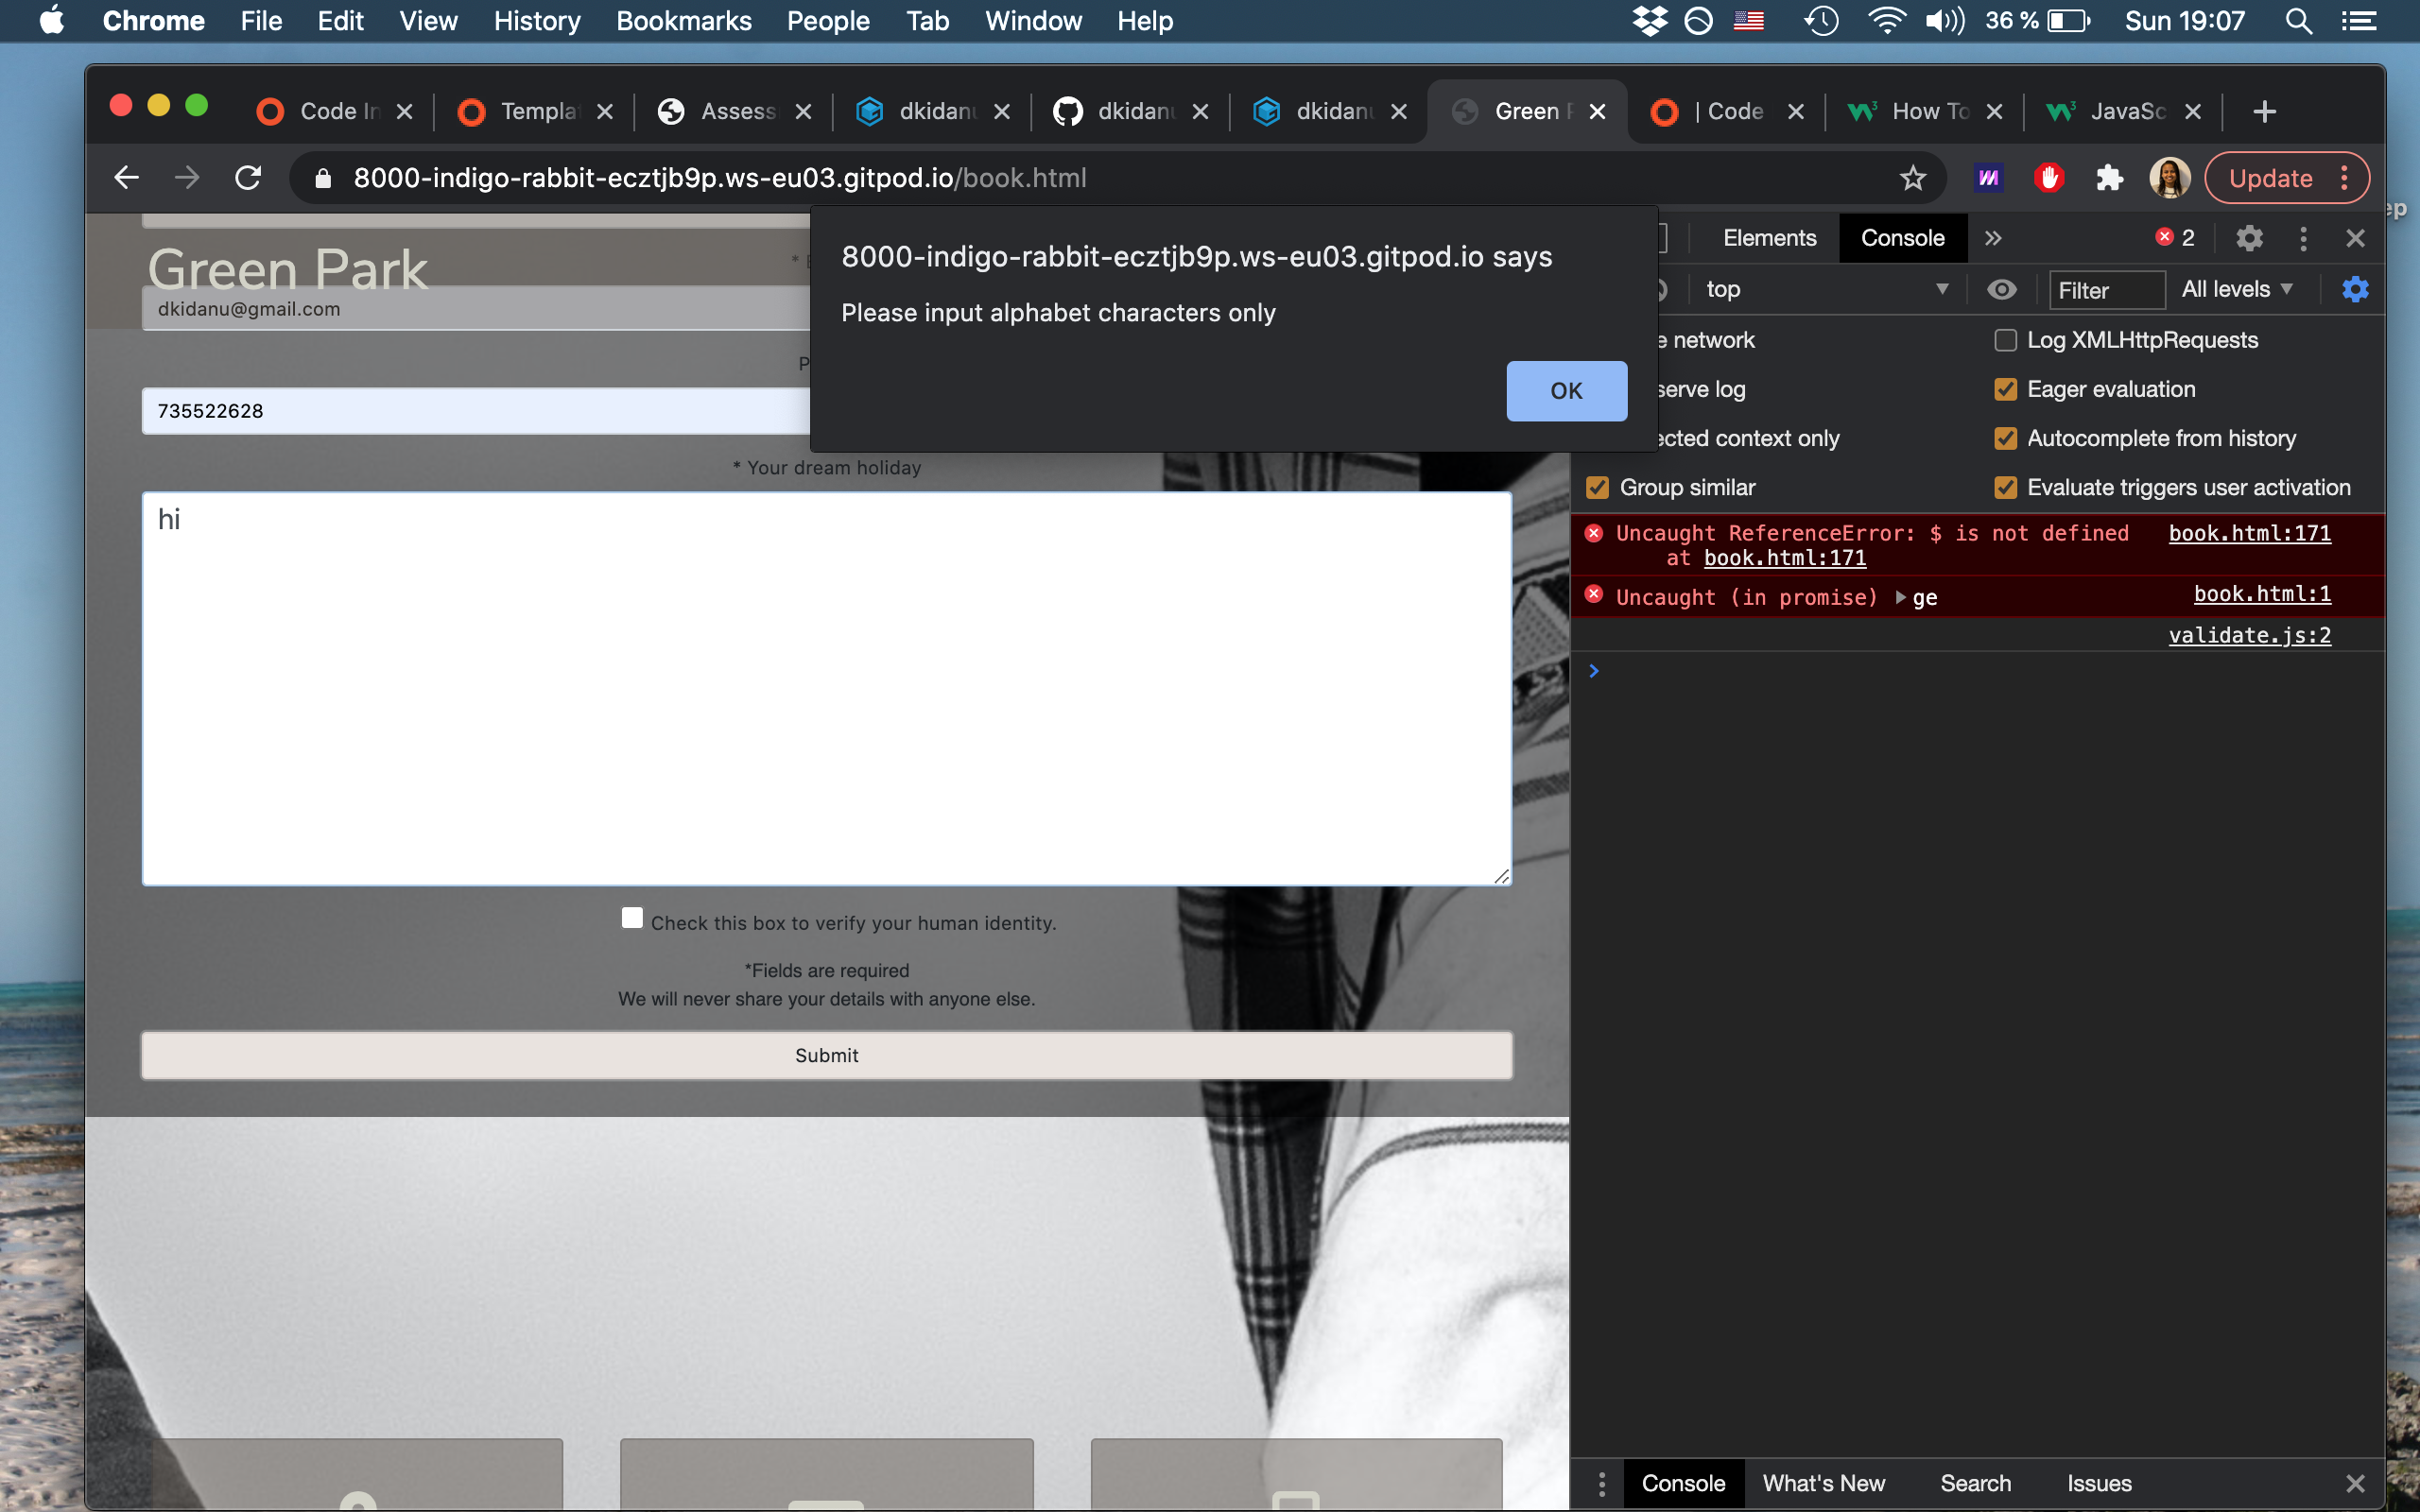 Chrome File Edit View History Bookmarks People Tab Window Help 36 % Sun 19:07
Code In Templa Assess dkidanu dkidanu dkidanu Green P | Code How To JavaSc
8000-indigo-rabbit-ecztjb9p.ws-eu03.gitpod.io/book.html
Update
ep
Green Park
*
dkidanu@gmail.com
P
735522628
* Your dream holiday
hi
Check this box to verify your human identity.
*Fields are required
We will never share your details with anyone else.
Submit
8000-indigo-rabbit-ecztjb9p.ws-eu03.gitpod.io says
Please input alphabet characters only
OK
Elements Console 2
top Filter All levels
e network Log XMLHttpRequests
serve log Eager evaluation
ected context only Autocomplete from history
Group similar Evaluate triggers user activation
Uncaught ReferenceError: $ is not defined book.html:171
at book.html:171
Uncaught (in promise) ge book.html:1
validate.js:2
Console What's New Search Issues